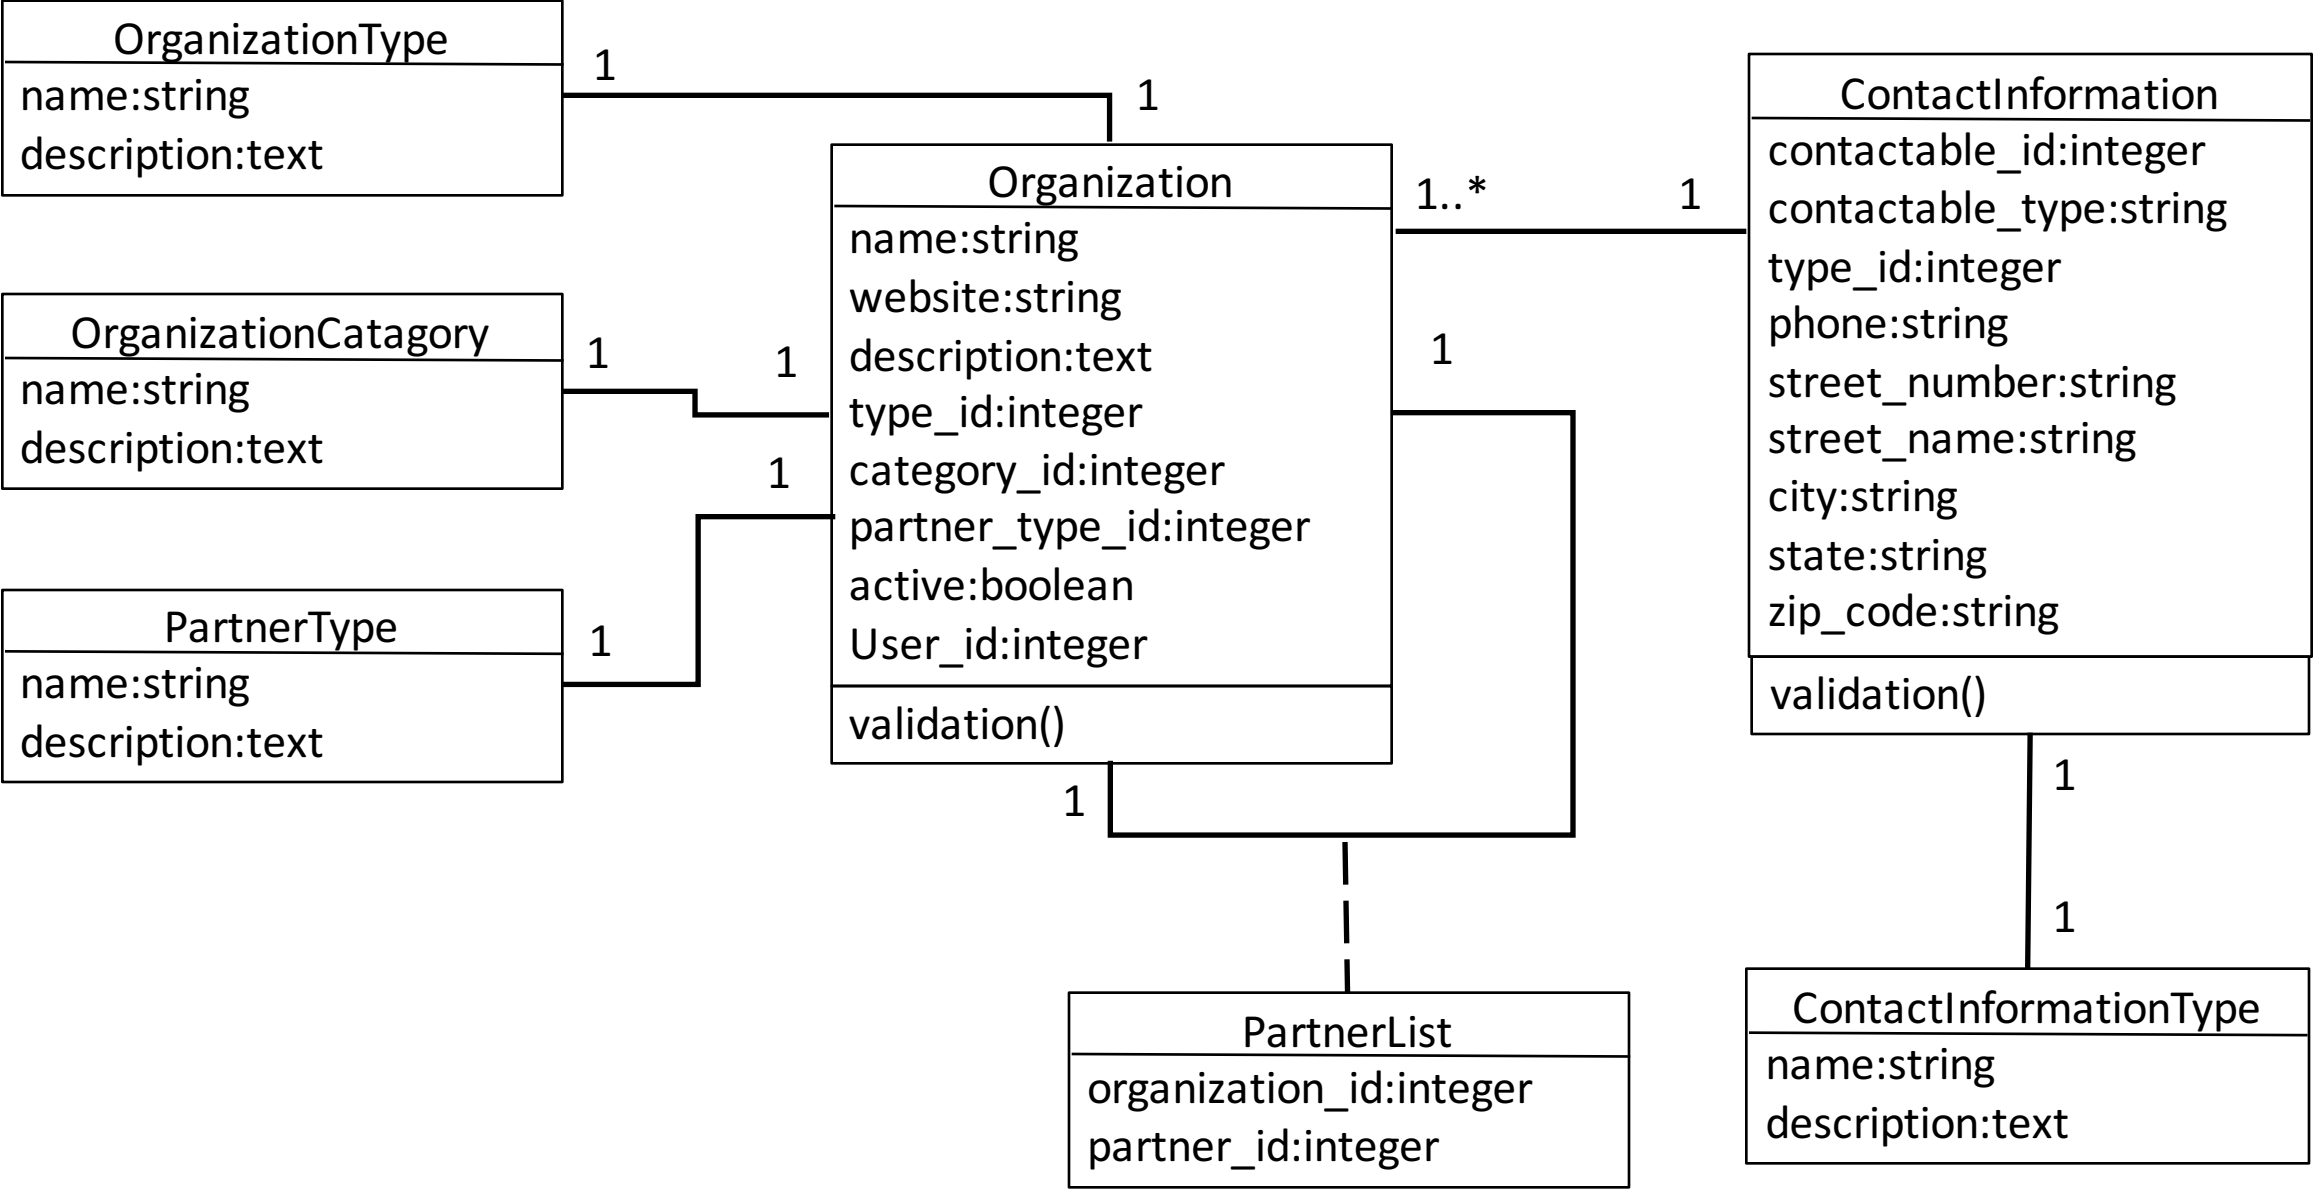 OrganizationType
name:string
description:text
1
1
OrganizationCatagory
name:string
description:text
1
1
PartnerType
name:string
description:text
1
1
Organization
name:string
website:string
description:text
type_id:integer
category_id:integer
partner_type_id:integer
active:boolean
User_id:integer
validation()
1..*
1
1
1
ContactInformation
contactable_id:integer
contactable_type:string
type_id:integer
phone:string
street_number:string
street_name:string
city:string
state:string
zip_code:string
validation()
1
1
PartnerList
organization_id:integer
partner_id:integer
ContactInformationType
name:string
description:text